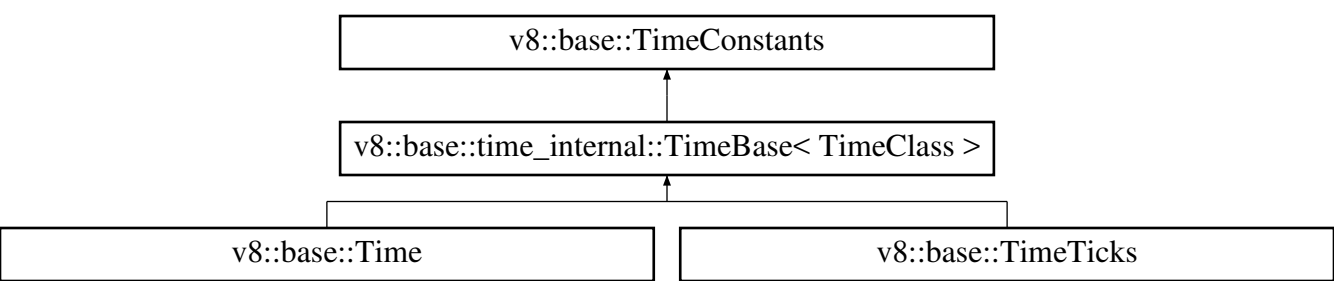 v8::base::TimeConstants
v8::base::time_internal::TimeBase< TimeClass >
v8::base::Time
v8::base::TimeTicks